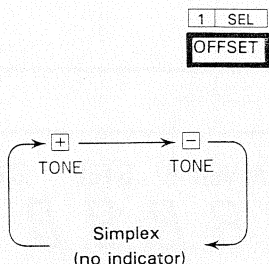 1 SEL
OFFSET
+ −
TONE TONE
Simplex
(no indicator)